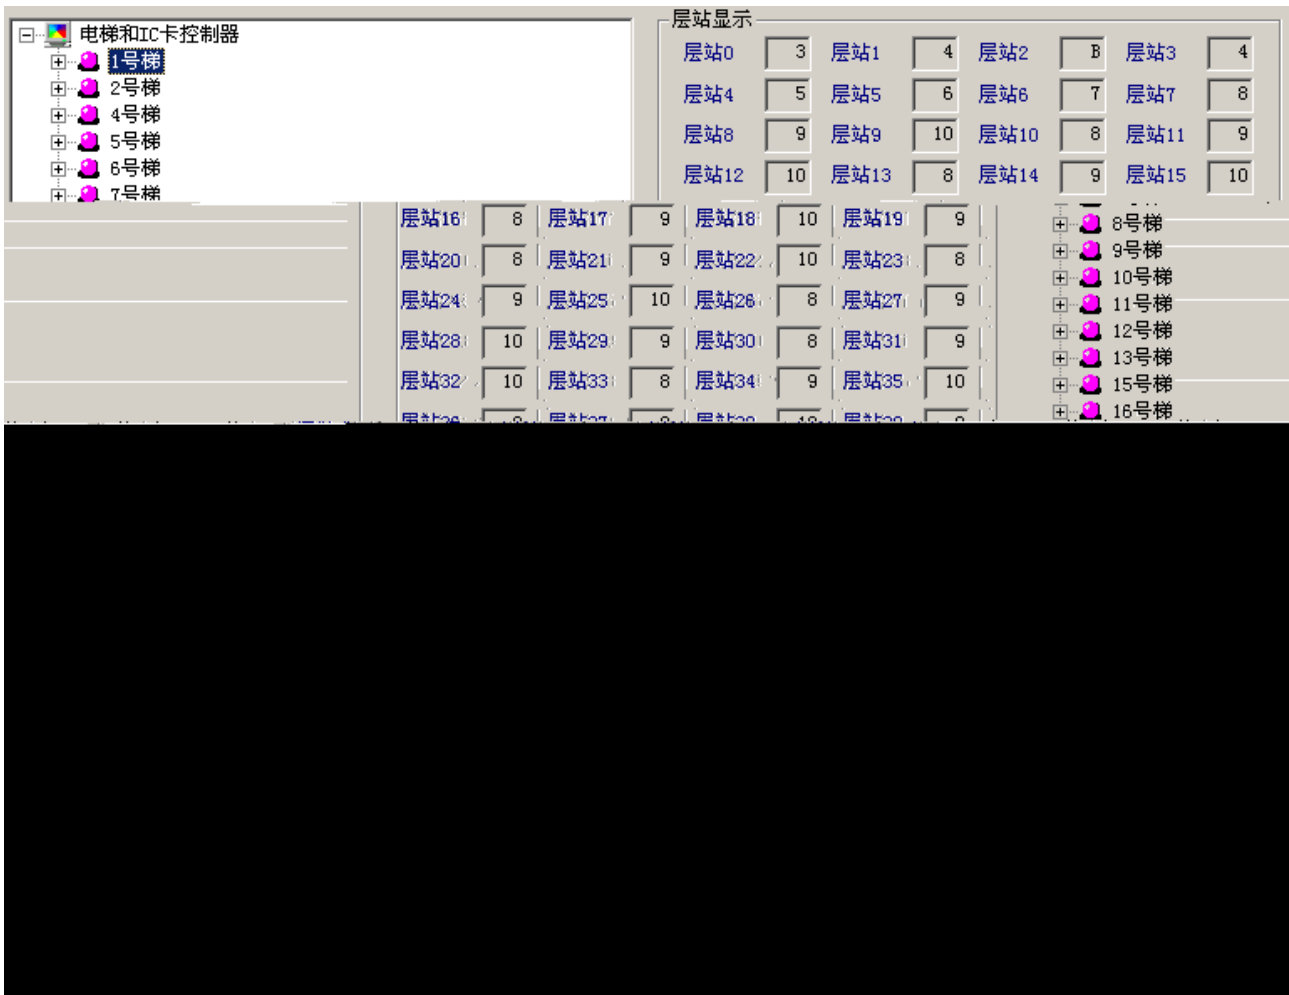 电梯和IC卡控制器
1号梯
2号梯
4号梯
5号梯
6号梯
7号梯
层站显示
层站0 3 层站1 4 层站2 B 层站3 4
层站4 5 层站5 6 层站6 7 层站7 8
层站8 9 层站9 10 层站10 8 层站11 9
层站12 10 层站13 8 层站14 9 层站15 10
层站16 8 层站17 9 层站18 10 层站19 9
层站20 8 层站21 9 层站22 10 层站23 8
层站24 9 层站25 10 层站26 8 层站27 9
层站28 10 层站29 9 层站30 8 层站31 9
层站32 10 层站33 8 层站34 9 层站35 10
8号梯
9号梯
10号梯
11号梯
12号梯
13号梯
15号梯
16号梯